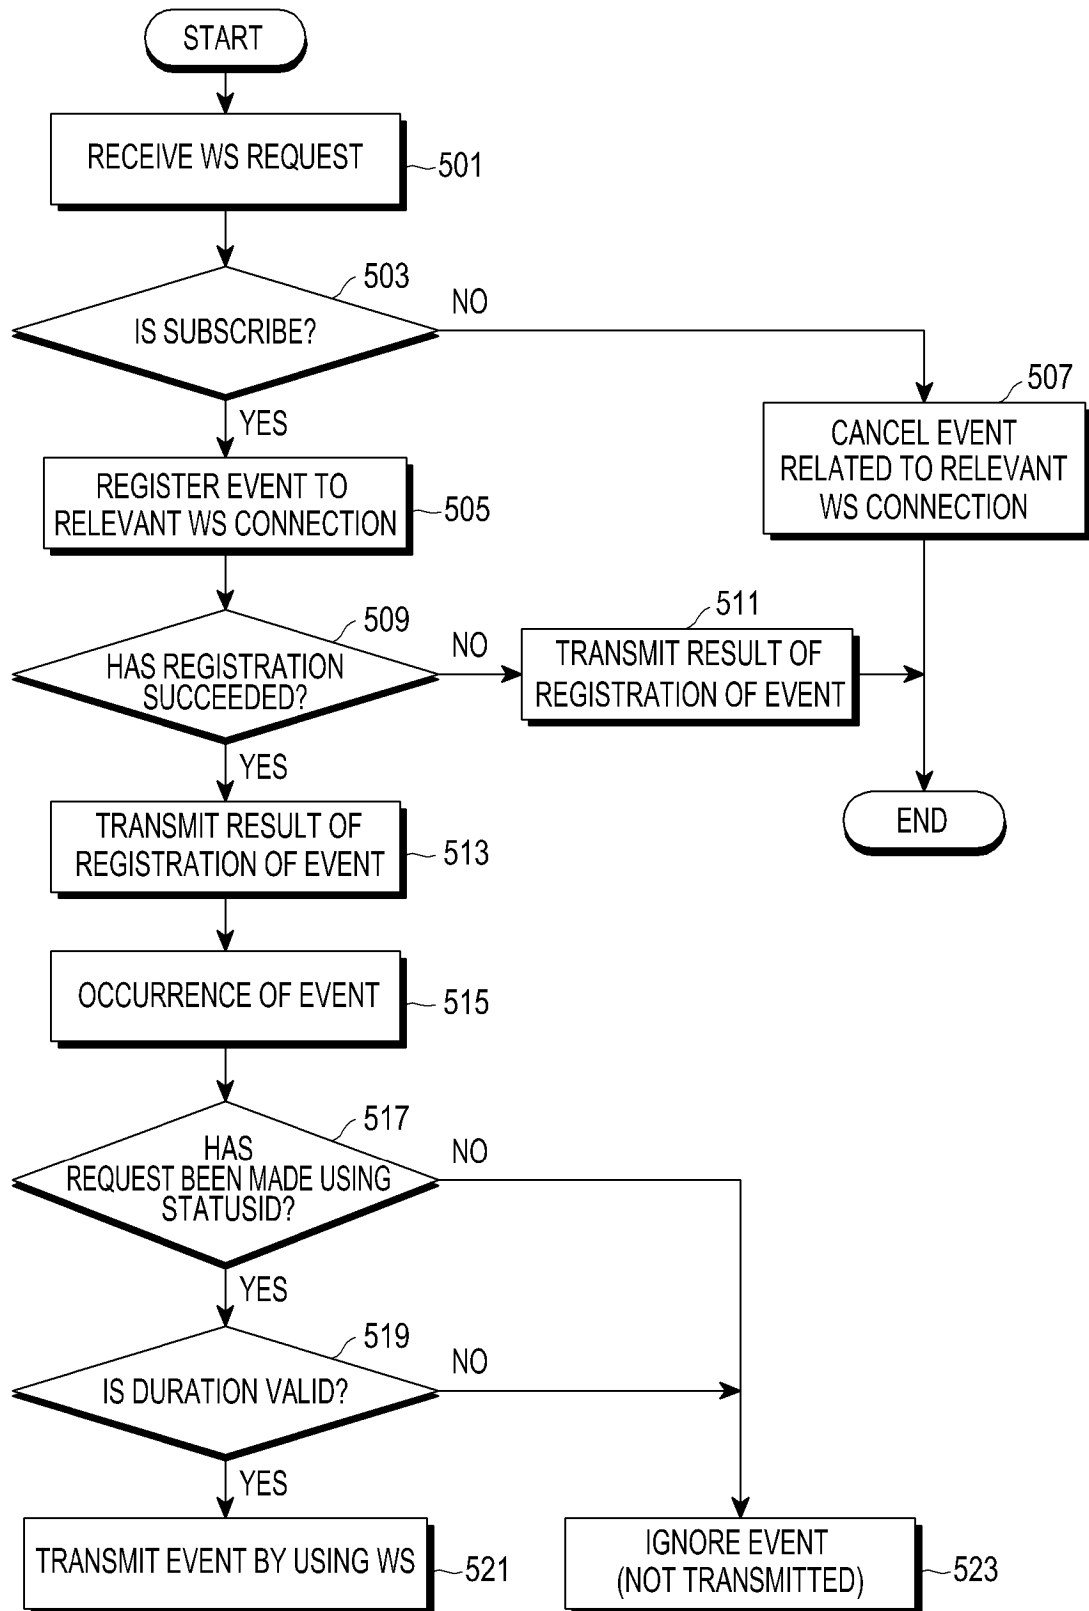 START
RECEIVE WS REQUEST
501
503
IS SUBSCRIBE?
NO
YES
507
CANCEL EVENT
RELATED TO RELEVANT
WS CONNECTION
REGISTER EVENT TO
RELEVANT WS CONNECTION
505
509
HAS REGISTRATION
SUCCEEDED?
NO
511
TRANSMIT RESULT OF
REGISTRATION OF EVENT
YES
END
TRANSMIT RESULT OF
REGISTRATION OF EVENT
513
OCCURRENCE OF EVENT
515
517
HAS
REQUEST BEEN MADE USING
STATUSID?
NO
YES
519
IS DURATION VALID?
NO
YES
TRANSMIT EVENT BY USING WS
521
IGNORE EVENT
(NOT TRANSMITTED)
523